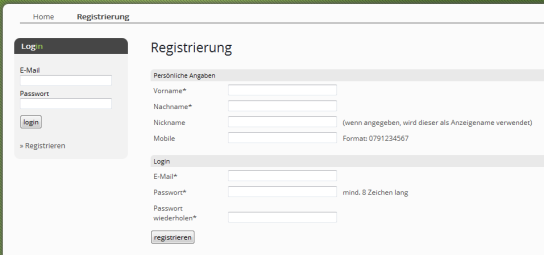 Home Registrierung
Login
E-Mail
Passwort
login
» Registrieren
Registrierung
Persönliche Angaben
Vorname*
Nachname*
Nickname (wenn angegeben, wird dieser als Anzeigename verwendet)
Mobile Format: 0791234567
Login
E-Mail*
Passwort* mind. 8 Zeichen lang
Passwort
wiederholen*
registrieren